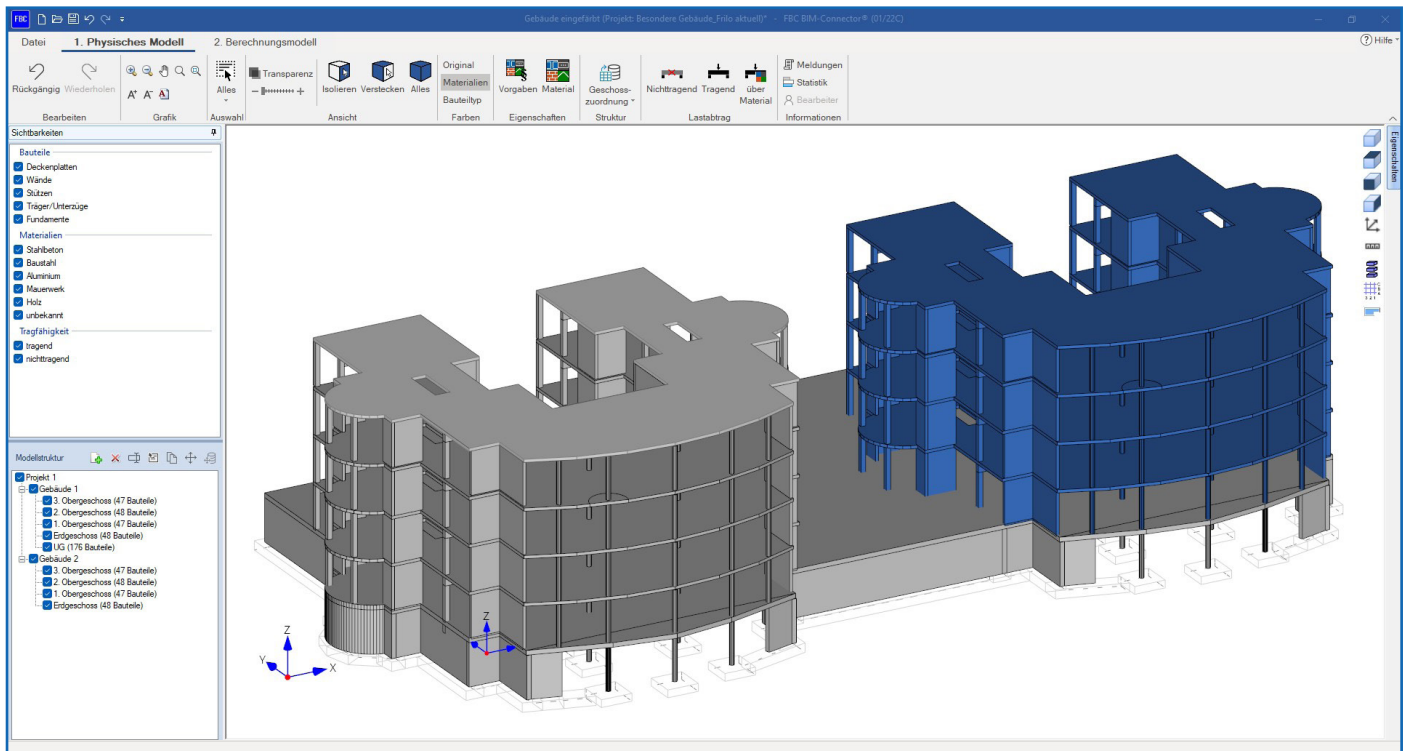 FBC
Gebäude eingefärbt (Projekt: Besondere Gebäude_Frilo aktuell)* - FBC BIM-Connector® (01/22C)
Datei 1. Physisches Modell 2. Berechnungsmodell
Hilfe
Rückgängig Wiederholen
Bearbeiten
A+ A- A
Grafik
Alles
Auswahl
Transparenz
Isolieren Verstecken Alles
Ansicht
Original
Materialien
Bauteiltyp
Farben
Vorgaben Material
Eigenschaften
Geschoss-
zuordnung
Struktur
Nichttragend Tragend über
Material
Lastabtrag
Meldungen
Statistik
Bearbeiter
Informationen
Sichtbarkeiten
Bauteile
Deckenplatten
Wände
Stützen
Träger/Unterzüge
Fundamente
Materialien
Stahlbeton
Baustahl
Aluminium
Mauerwerk
Holz
unbekannt
Tragfähigkeit
tragend
nichttragend
Modellstruktur
Projekt 1
Gebäude 1
3. Obergeschoss (47 Bauteile)
2. Obergeschoss (48 Bauteile)
1. Obergeschoss (47 Bauteile)
Erdgeschoss (48 Bauteile)
UG (176 Bauteile)
Gebäude 2
3. Obergeschoss (47 Bauteile)
2. Obergeschoss (48 Bauteile)
1. Obergeschoss (47 Bauteile)
Erdgeschoss (48 Bauteile)
Z
Y
X
Z
Eigenschaften